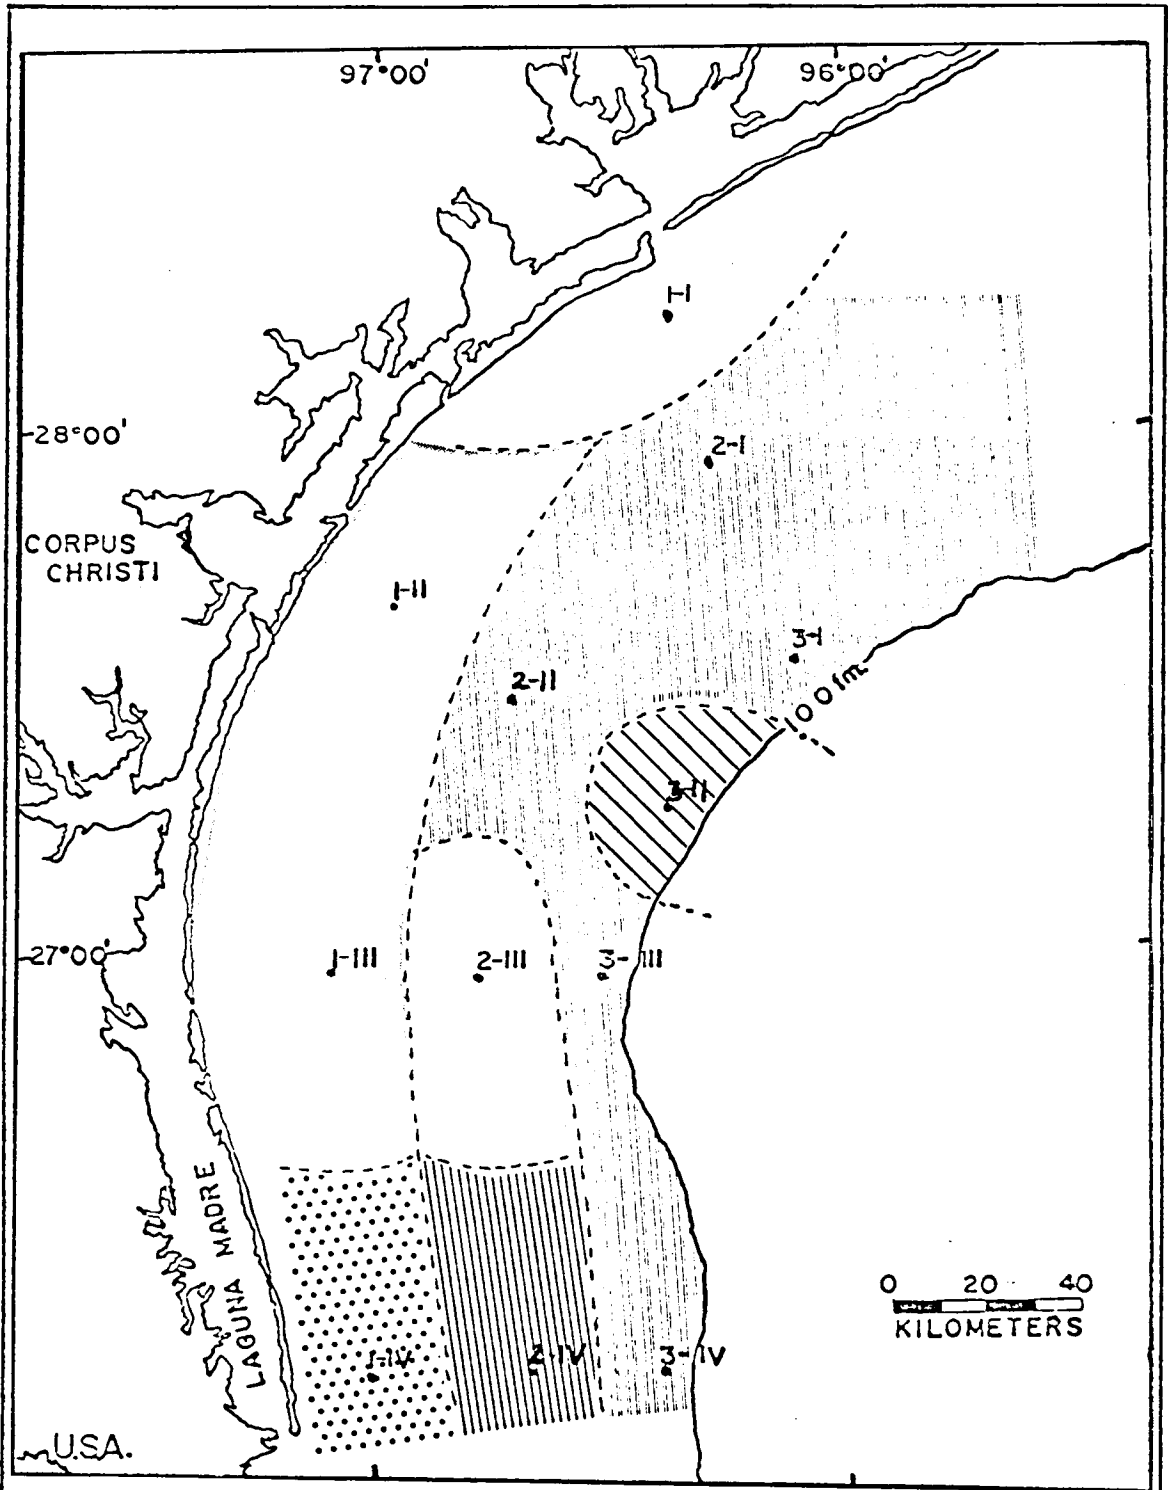 97°00'
96°00'
1-I
28°00'
2-I
CORPUS
CHRISTI
1-II
3-I
2-II
100 fm.
3-II
27°00'
1-III
2-III
3-III
LAGUNA MADRE
0 20 40
KILOMETERS
1-IV
2-IV
3-IV
U.S.A.